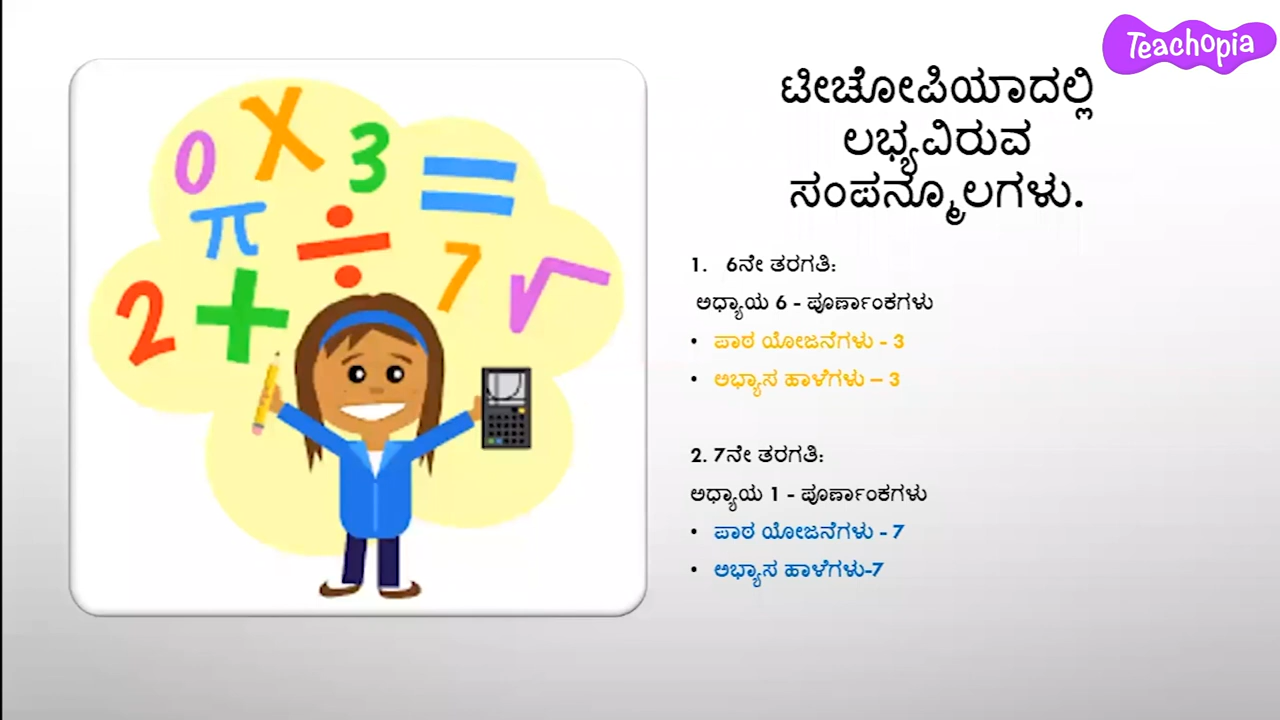 Teachopia
ಟೀಚೋಪಿಯಾದಲ್ಲಿ
ಲಭ್ಯವಿರುವ
ಸಂಪನ್ಮೂಲಗಳು.
0 X 3 =
π ÷ 7 √
2 +
1. 6ನೇ ತರಗತಿ:
ಅಧ್ಯಾಯ 6 - ಪೂರ್ಣಾಂಕಗಳು
• ಪಾಠ ಯೋಜನೆಗಳು - 3
• ಅಭ್ಯಾಸ ಹಾಳೆಗಳು – 3
2. 7ನೇ ತರಗತಿ:
ಅಧ್ಯಾಯ 1 - ಪೂರ್ಣಾಂಕಗಳು
• ಪಾಠ ಯೋಜನೆಗಳು - 7
• ಅಭ್ಯಾಸ ಹಾಳೆಗಳು-7